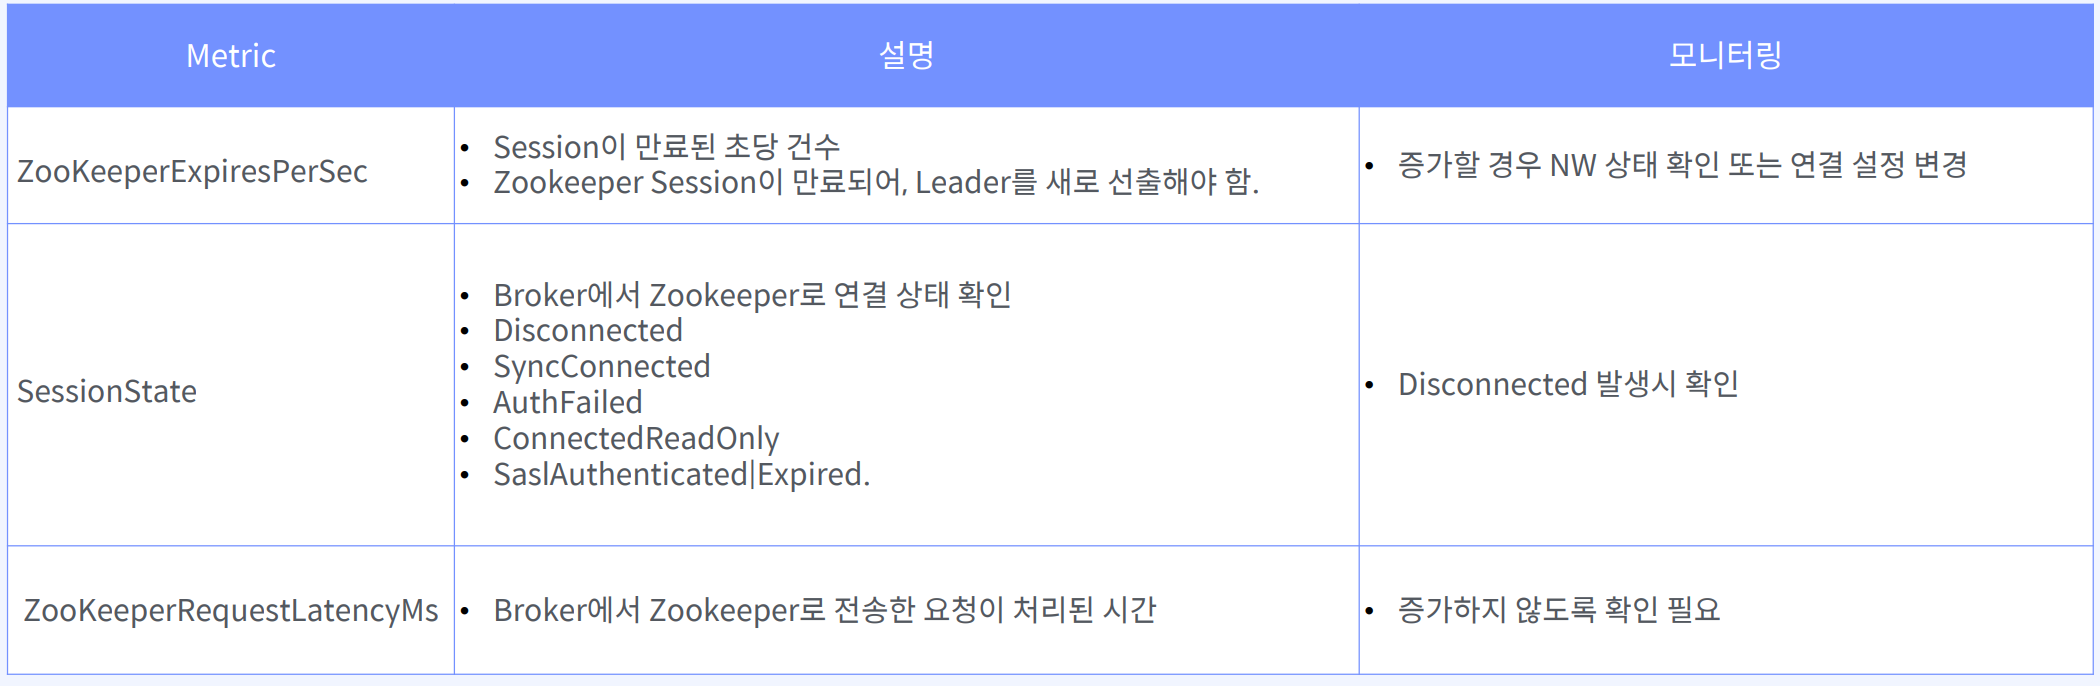 Metric
설명
모니터링
ZooKeeperExpiresPerSec
• Session이 만료된 초당 건수
• Zookeeper Session이 만료되어, Leader를 새로 선출해야 함.
• 증가할 경우 NW 상태 확인 또는 연결 설정 변경
SessionState
• Broker에서 Zookeeper로 연결 상태 확인
• Disconnected
• SyncConnected
• AuthFailed
• ConnectedReadOnly
• SaslAuthenticated|Expired.
• Disconnected 발생시 확인
ZooKeeperRequestLatencyMs
• Broker에서 Zookeeper로 전송한 요청이 처리된 시간
• 증가하지 않도록 확인 필요